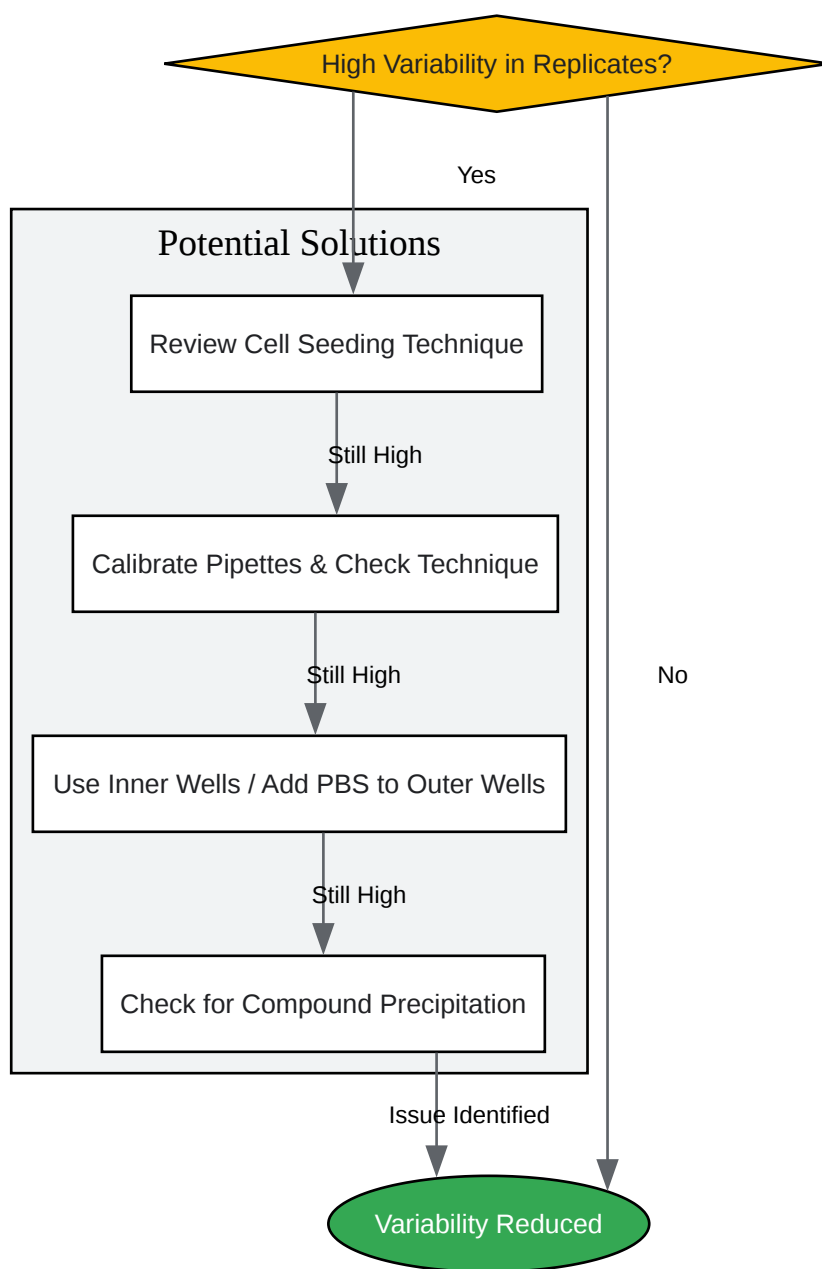 High Variability in Replicates?
Yes
Potential Solutions
Review Cell Seeding Technique
Still High
Calibrate Pipettes & Check Technique
Still High
No
Use Inner Wells / Add PBS to Outer Wells
Still High
Check for Compound Precipitation
Issue Identified
Variability Reduced